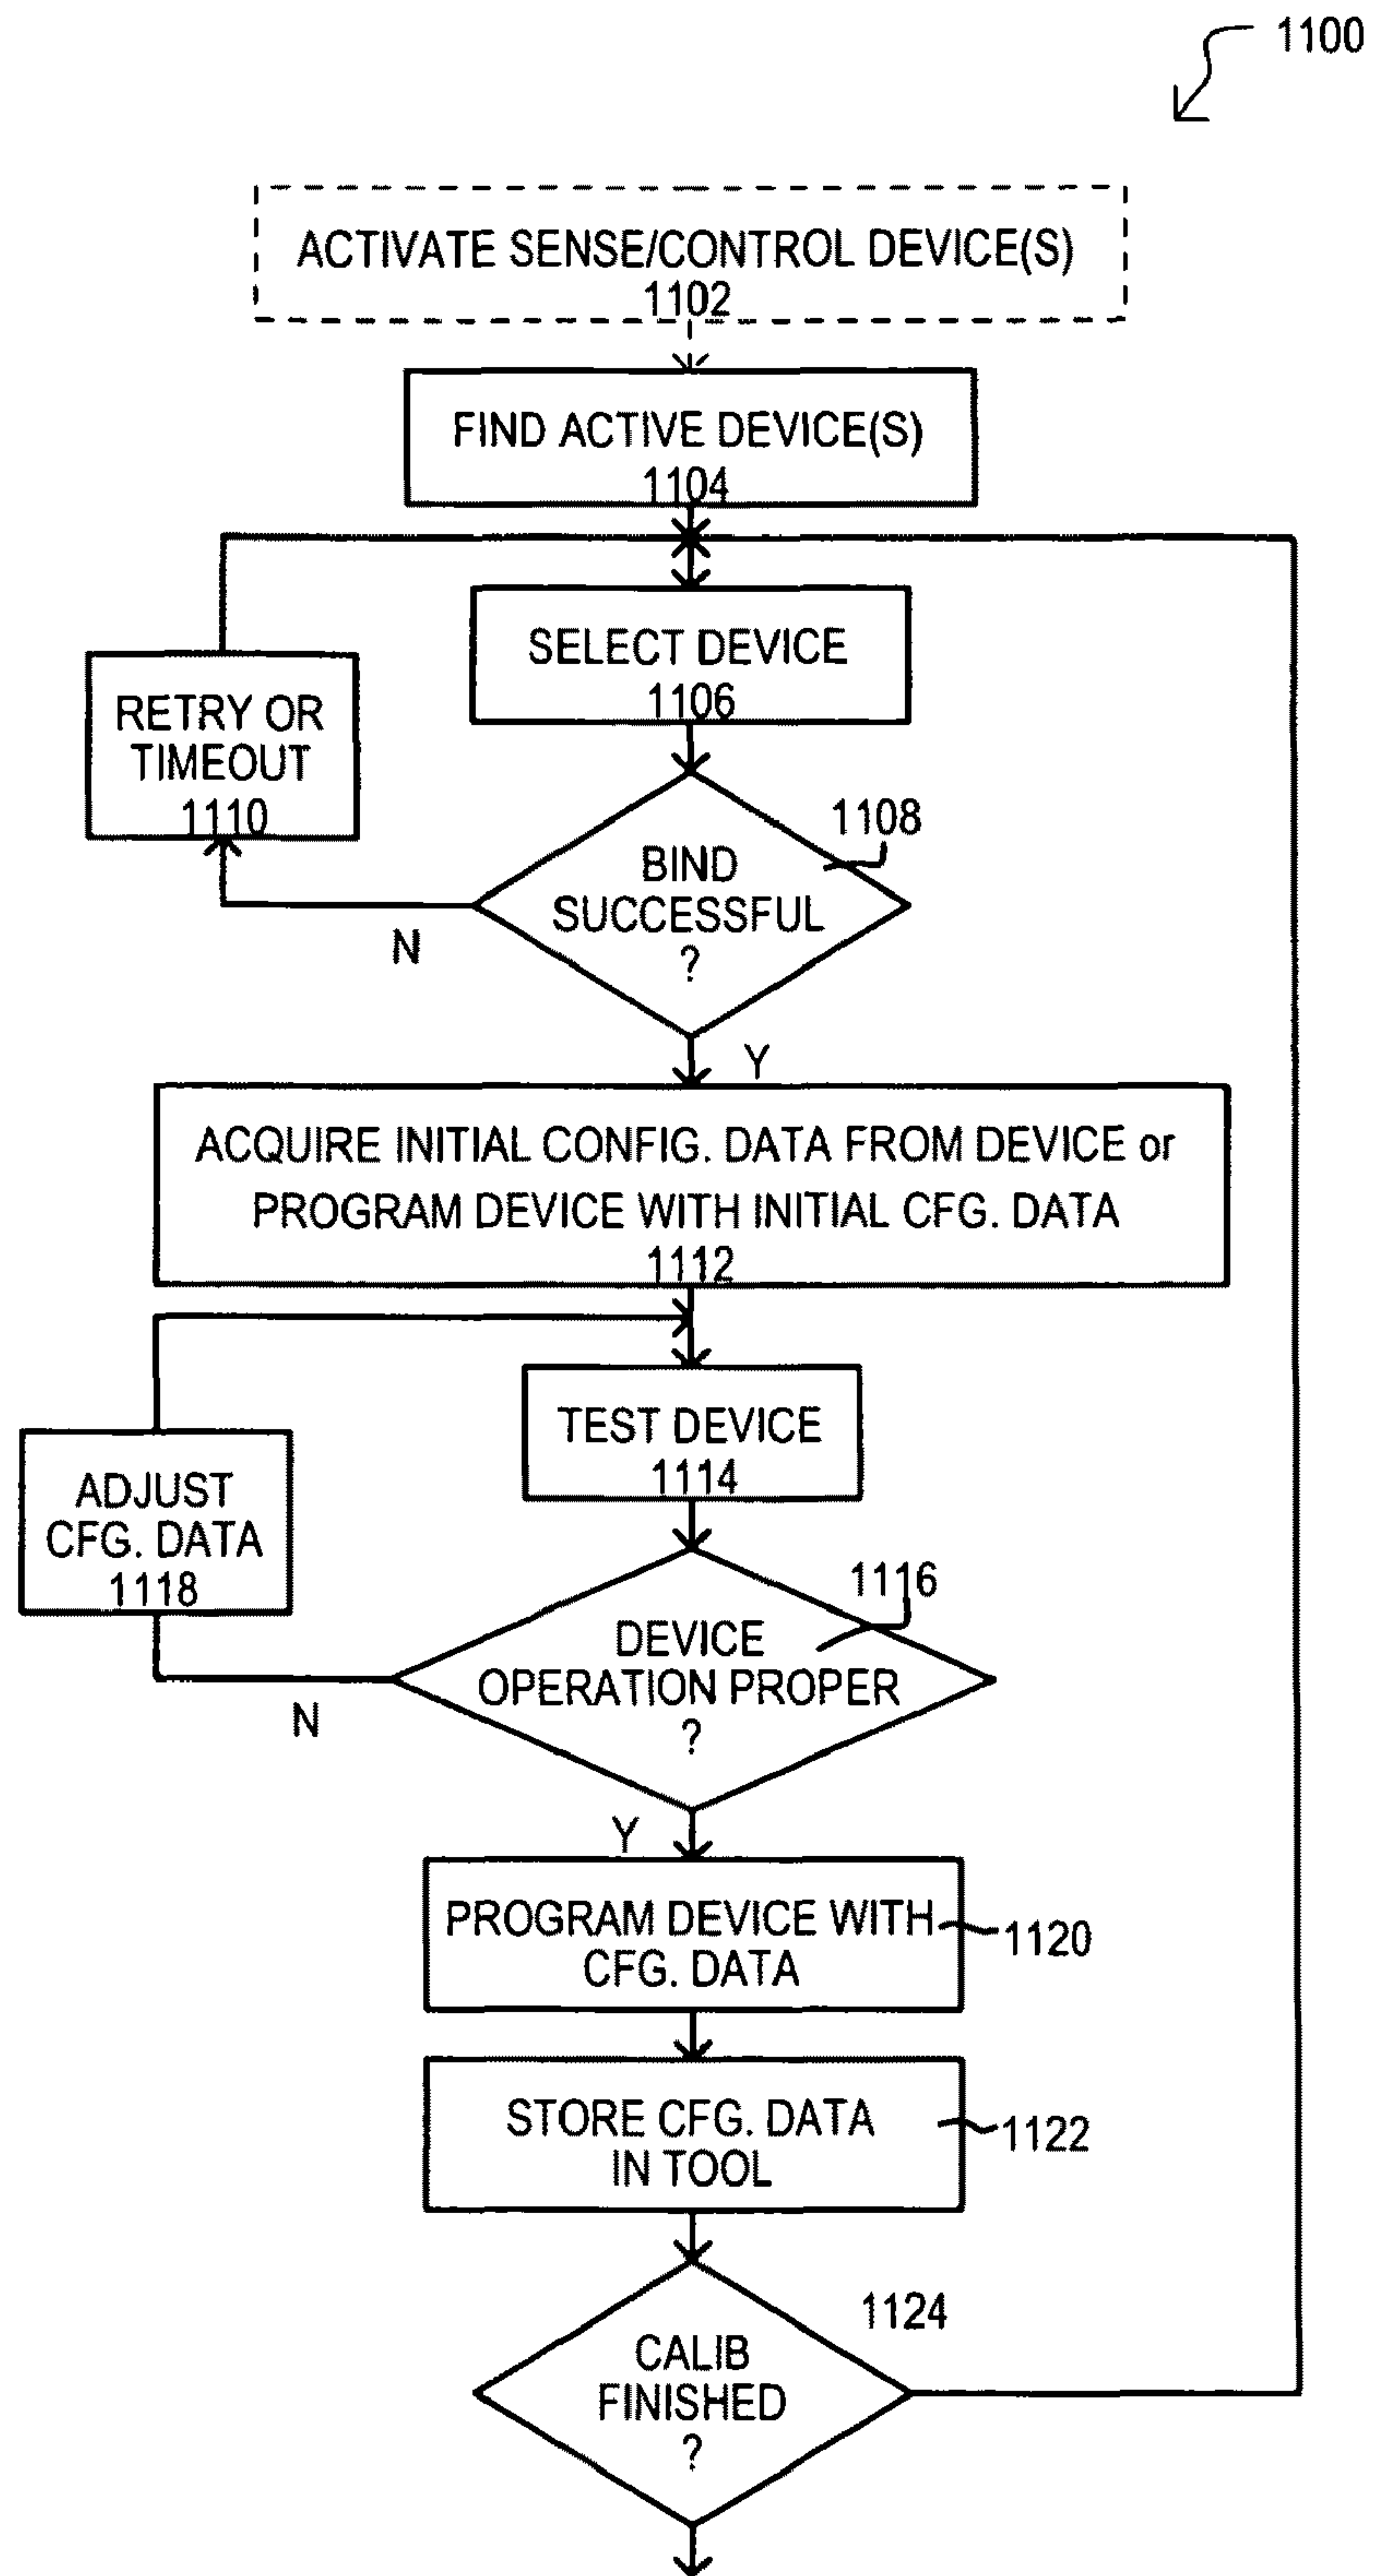 1100
ACTIVATE SENSE/CONTROL DEVICE(S)
1102
FIND ACTIVE DEVICE(S)
1104
SELECT DEVICE
1106
RETRY OR
TIMEOUT
1110
1108
BIND
SUCCESSFUL
?
N
Y
ACQUIRE INITIAL CONFIG. DATA FROM DEVICE or
PROGRAM DEVICE WITH INITIAL CFG. DATA
1112
TEST DEVICE
1114
ADJUST
CFG. DATA
1118
1116
DEVICE
OPERATION PROPER
?
N
Y
PROGRAM DEVICE WITH
CFG. DATA
1120
STORE CFG. DATA
IN TOOL
1122
1124
CALIB
FINISHED
?